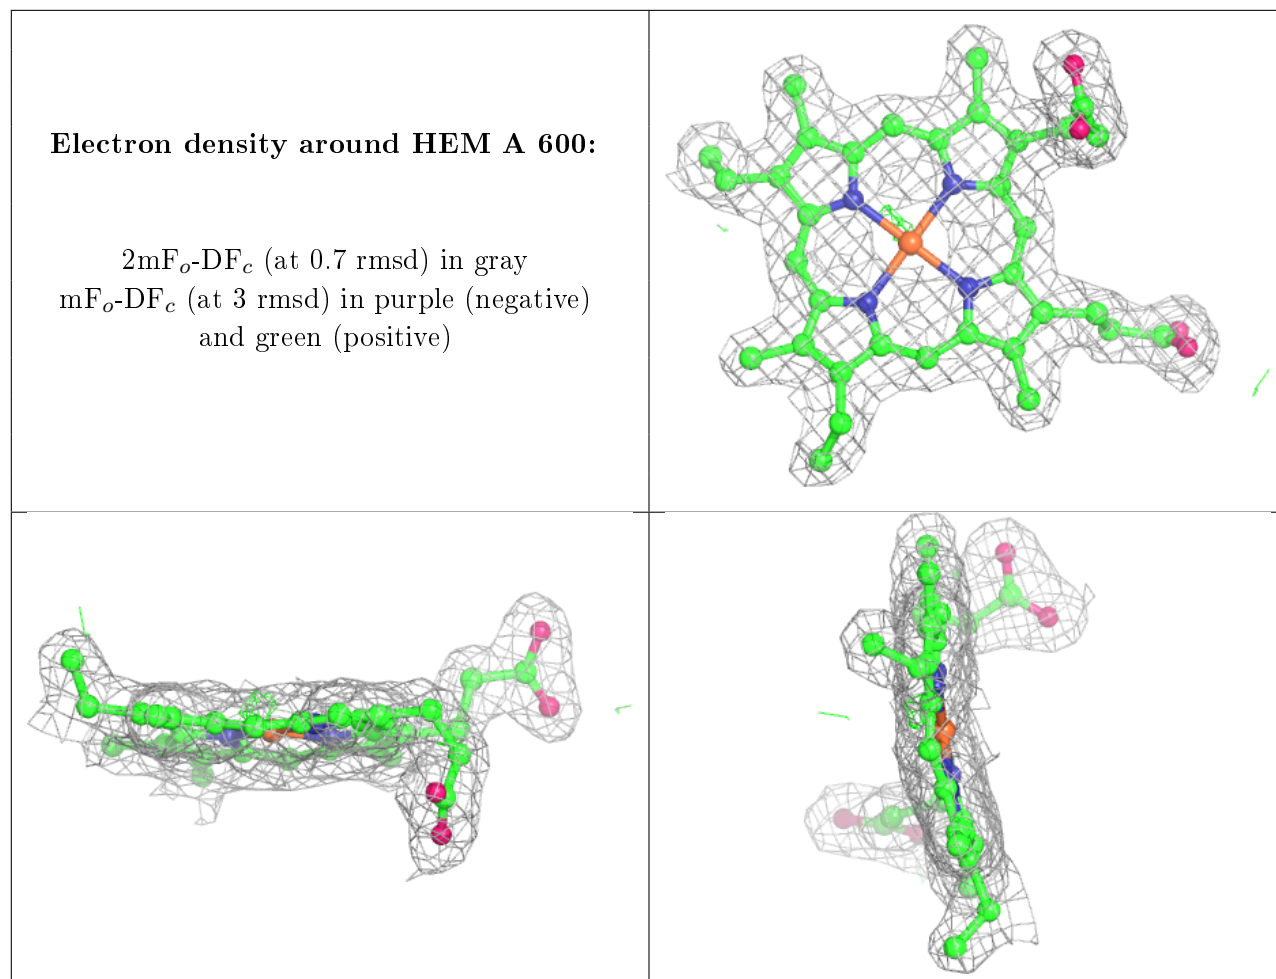 Electron density around HEM A 600:
2mFₒ-DF𝒸 (at 0.7 rmsd) in gray
mFₒ-DF𝒸 (at 3 rmsd) in purple (negative)
and green (positive)